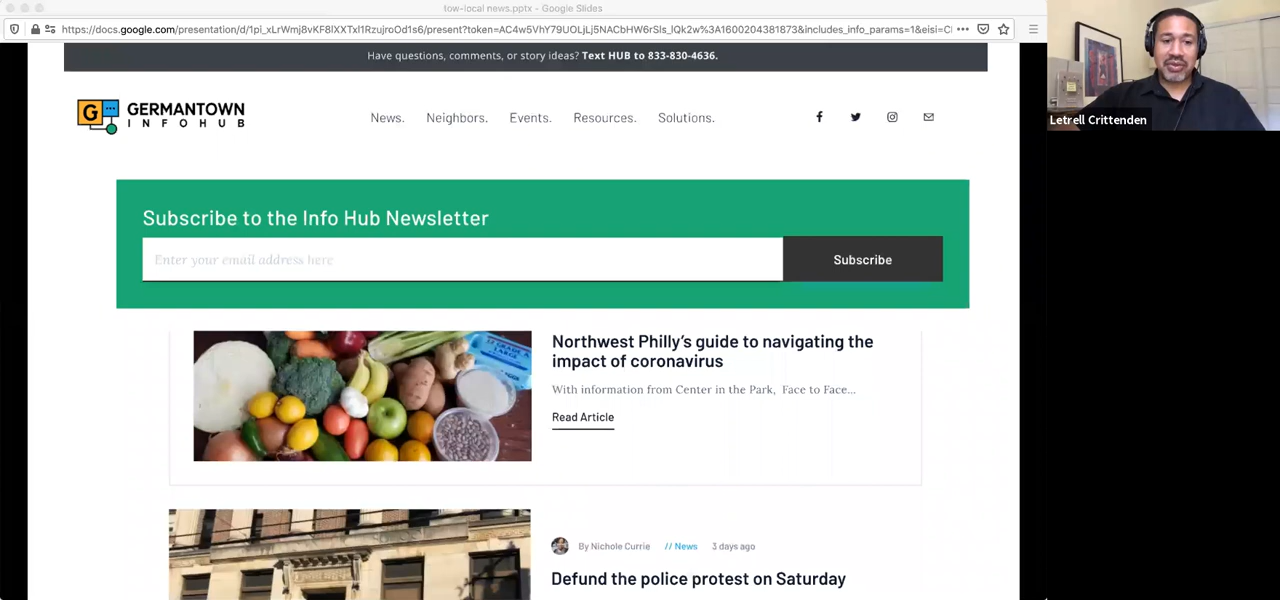 tow-local news.pptx - Google Slides
Have questions, comments, or story ideas? Text HUB to 833-830-4636.
G
GERMANTOWN
INFOHUB
News. Neighbors. Events. Resources. Solutions.
Letrell Crittenden
Subscribe to the Info Hub Newsletter
Enter your email address here
Subscribe
Northwest Philly's guide to navigating the
impact of coronavirus
With information from Center in the Park, Face to Face...
Read Article
By Nichole Currie // News 3 days ago
Defund the police protest on Saturday